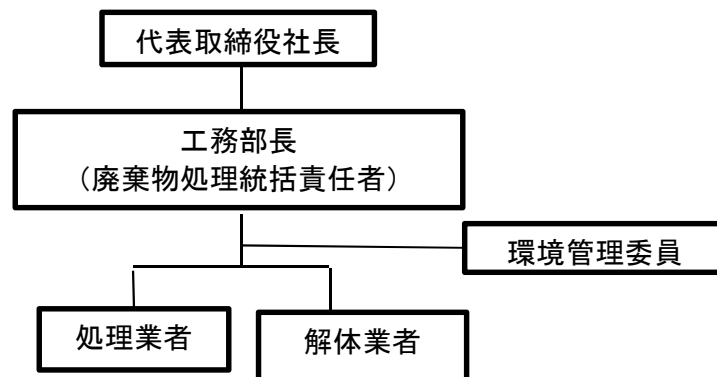 代表取締役社長
工務部長
（廃棄物処理統括責任者）
環境管理委員
処理業者
解体業者